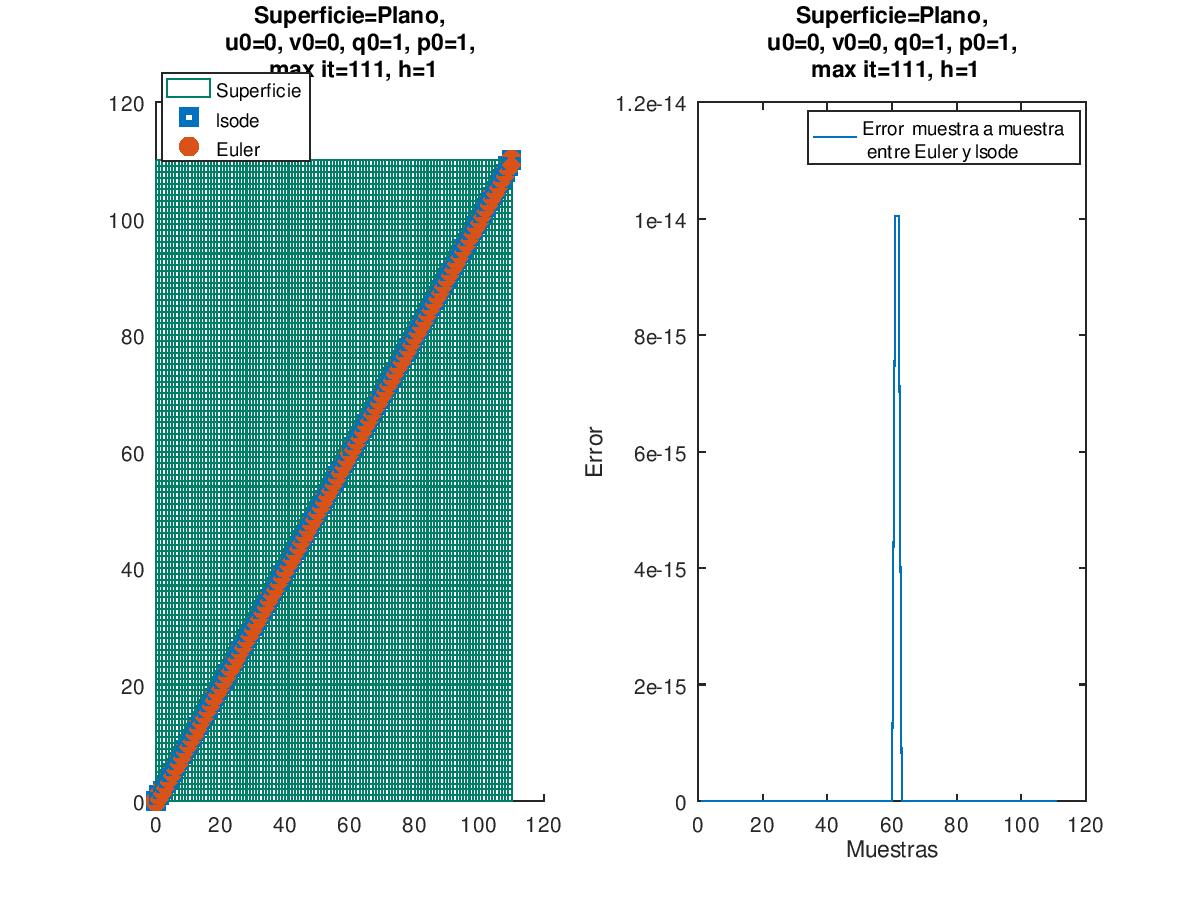 Superficie=Plano,
u0=0, v0=0, q0=1, p0=1,
max it=111, h=1
Superficie
lsode
Euler
120
100
80
60
40
20
0
0 20 40 60 80 100 120
Superficie=Plano,
u0=0, v0=0, q0=1, p0=1,
max it=111, h=1
Error muestra a muestra
entre Euler y lsode
1.2e-14
1e-14
8e-15
6e-15
4e-15
2e-15
0
Error
0 20 40 60 80 100 120
Muestras